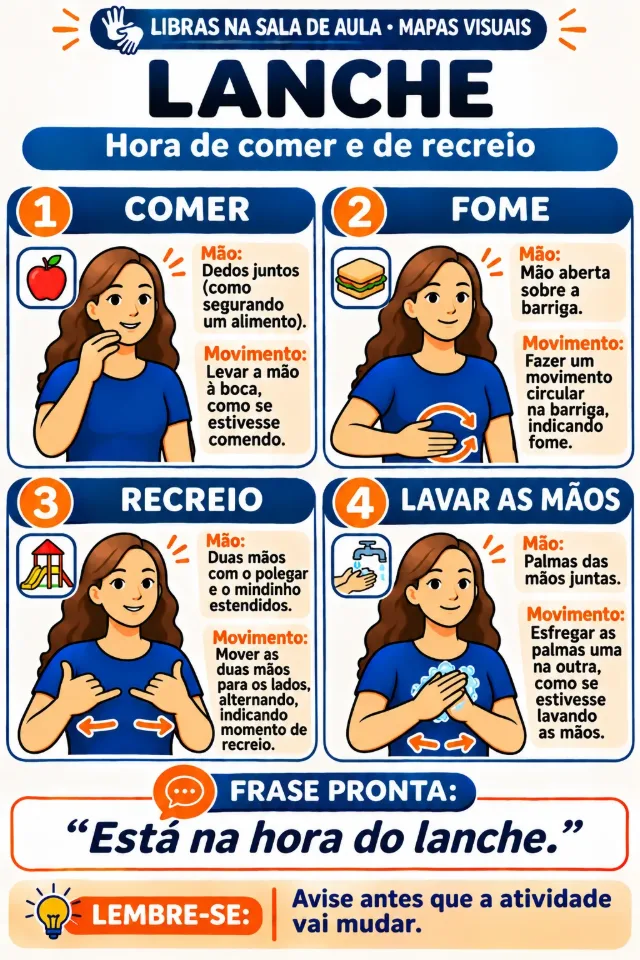 LIBRAS NA SALA DE AULA • MAPAS VISUAIS
LANCHE
Hora de comer e de recreio
1 COMER
Mão:
Dedos juntos
(como
segurando
um alimento).
Movimento:
Levar a mão
à boca,
como se
estivesse
comendo.
2 FOME
Mão:
Mão aberta
sobre a
barriga.
Movimento:
Fazer um
movimento
circular
na barriga,
indicando
fome.
3 RECREIO
Mão:
Duas mãos
com o polegar
e o mindinho
estendidos.
Movimento:
Mover as
duas mãos
para os lados,
alternando,
indicando
momento de
recreio.
4 LAVAR AS MÃOS
Mão:
Palmas das
mãos juntas.
Movimento:
Esfregar as
palmas uma
na outra,
como se
estivesse
lavando
as mãos.
FRASE PRONTA:
“Está na hora do lanche.”
LEMBRE-SE:
Avise antes que a atividade
vai mudar.